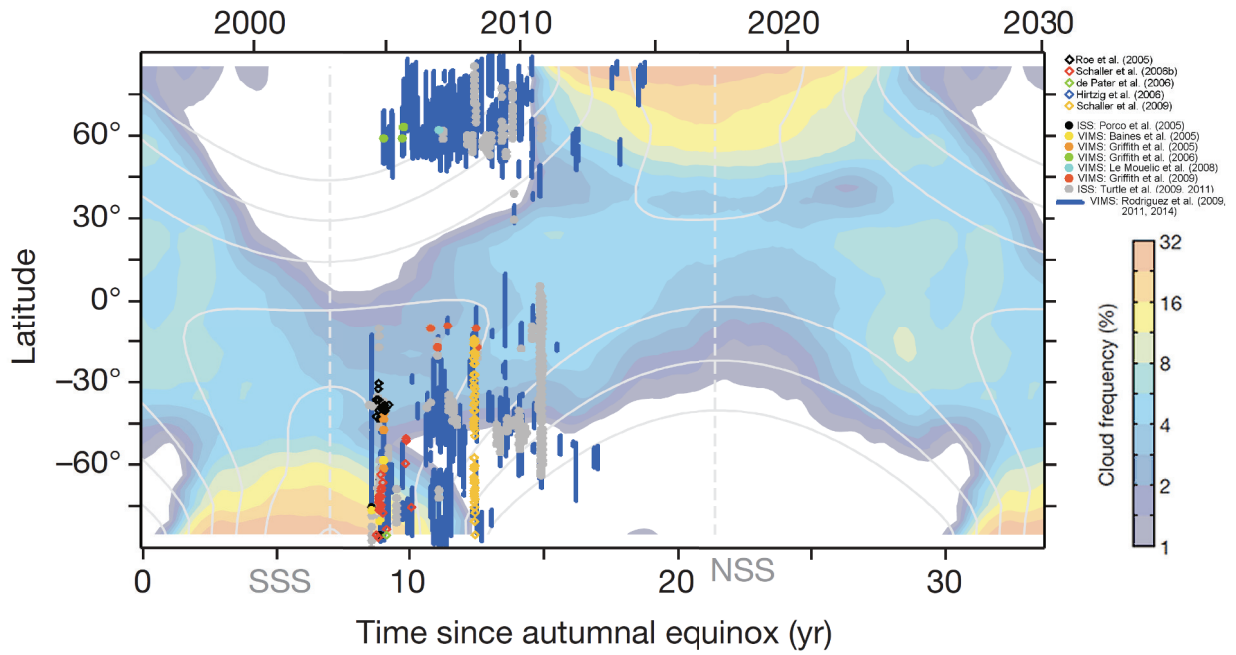 2000 2010 2020 2030
60°
30°
0°
−30°
−60°
Latitude
0 10 20 30
SSS NSS
Time since autumnal equinox (yr)
Roe et al. (2005)
Schaller et al. (2006b)
de Pater et al. (2006)
Hirtzig et al. (2006)
Schaller et al. (2009)
ISS: Porco et al. (2005)
VIMS: Baines et al. (2005)
VIMS: Griffith et al. (2005)
VIMS: Griffith et al. (2006)
VIMS: Le Mouelic et al. (2008)
VIMS: Griffith et al. (2009)
ISS: Turtle et al. (2009, 2011)
VIMS: Rodriguez et al. (2009,
2011, 2014)
32
16
8
4
2
1
Cloud frequency (%)